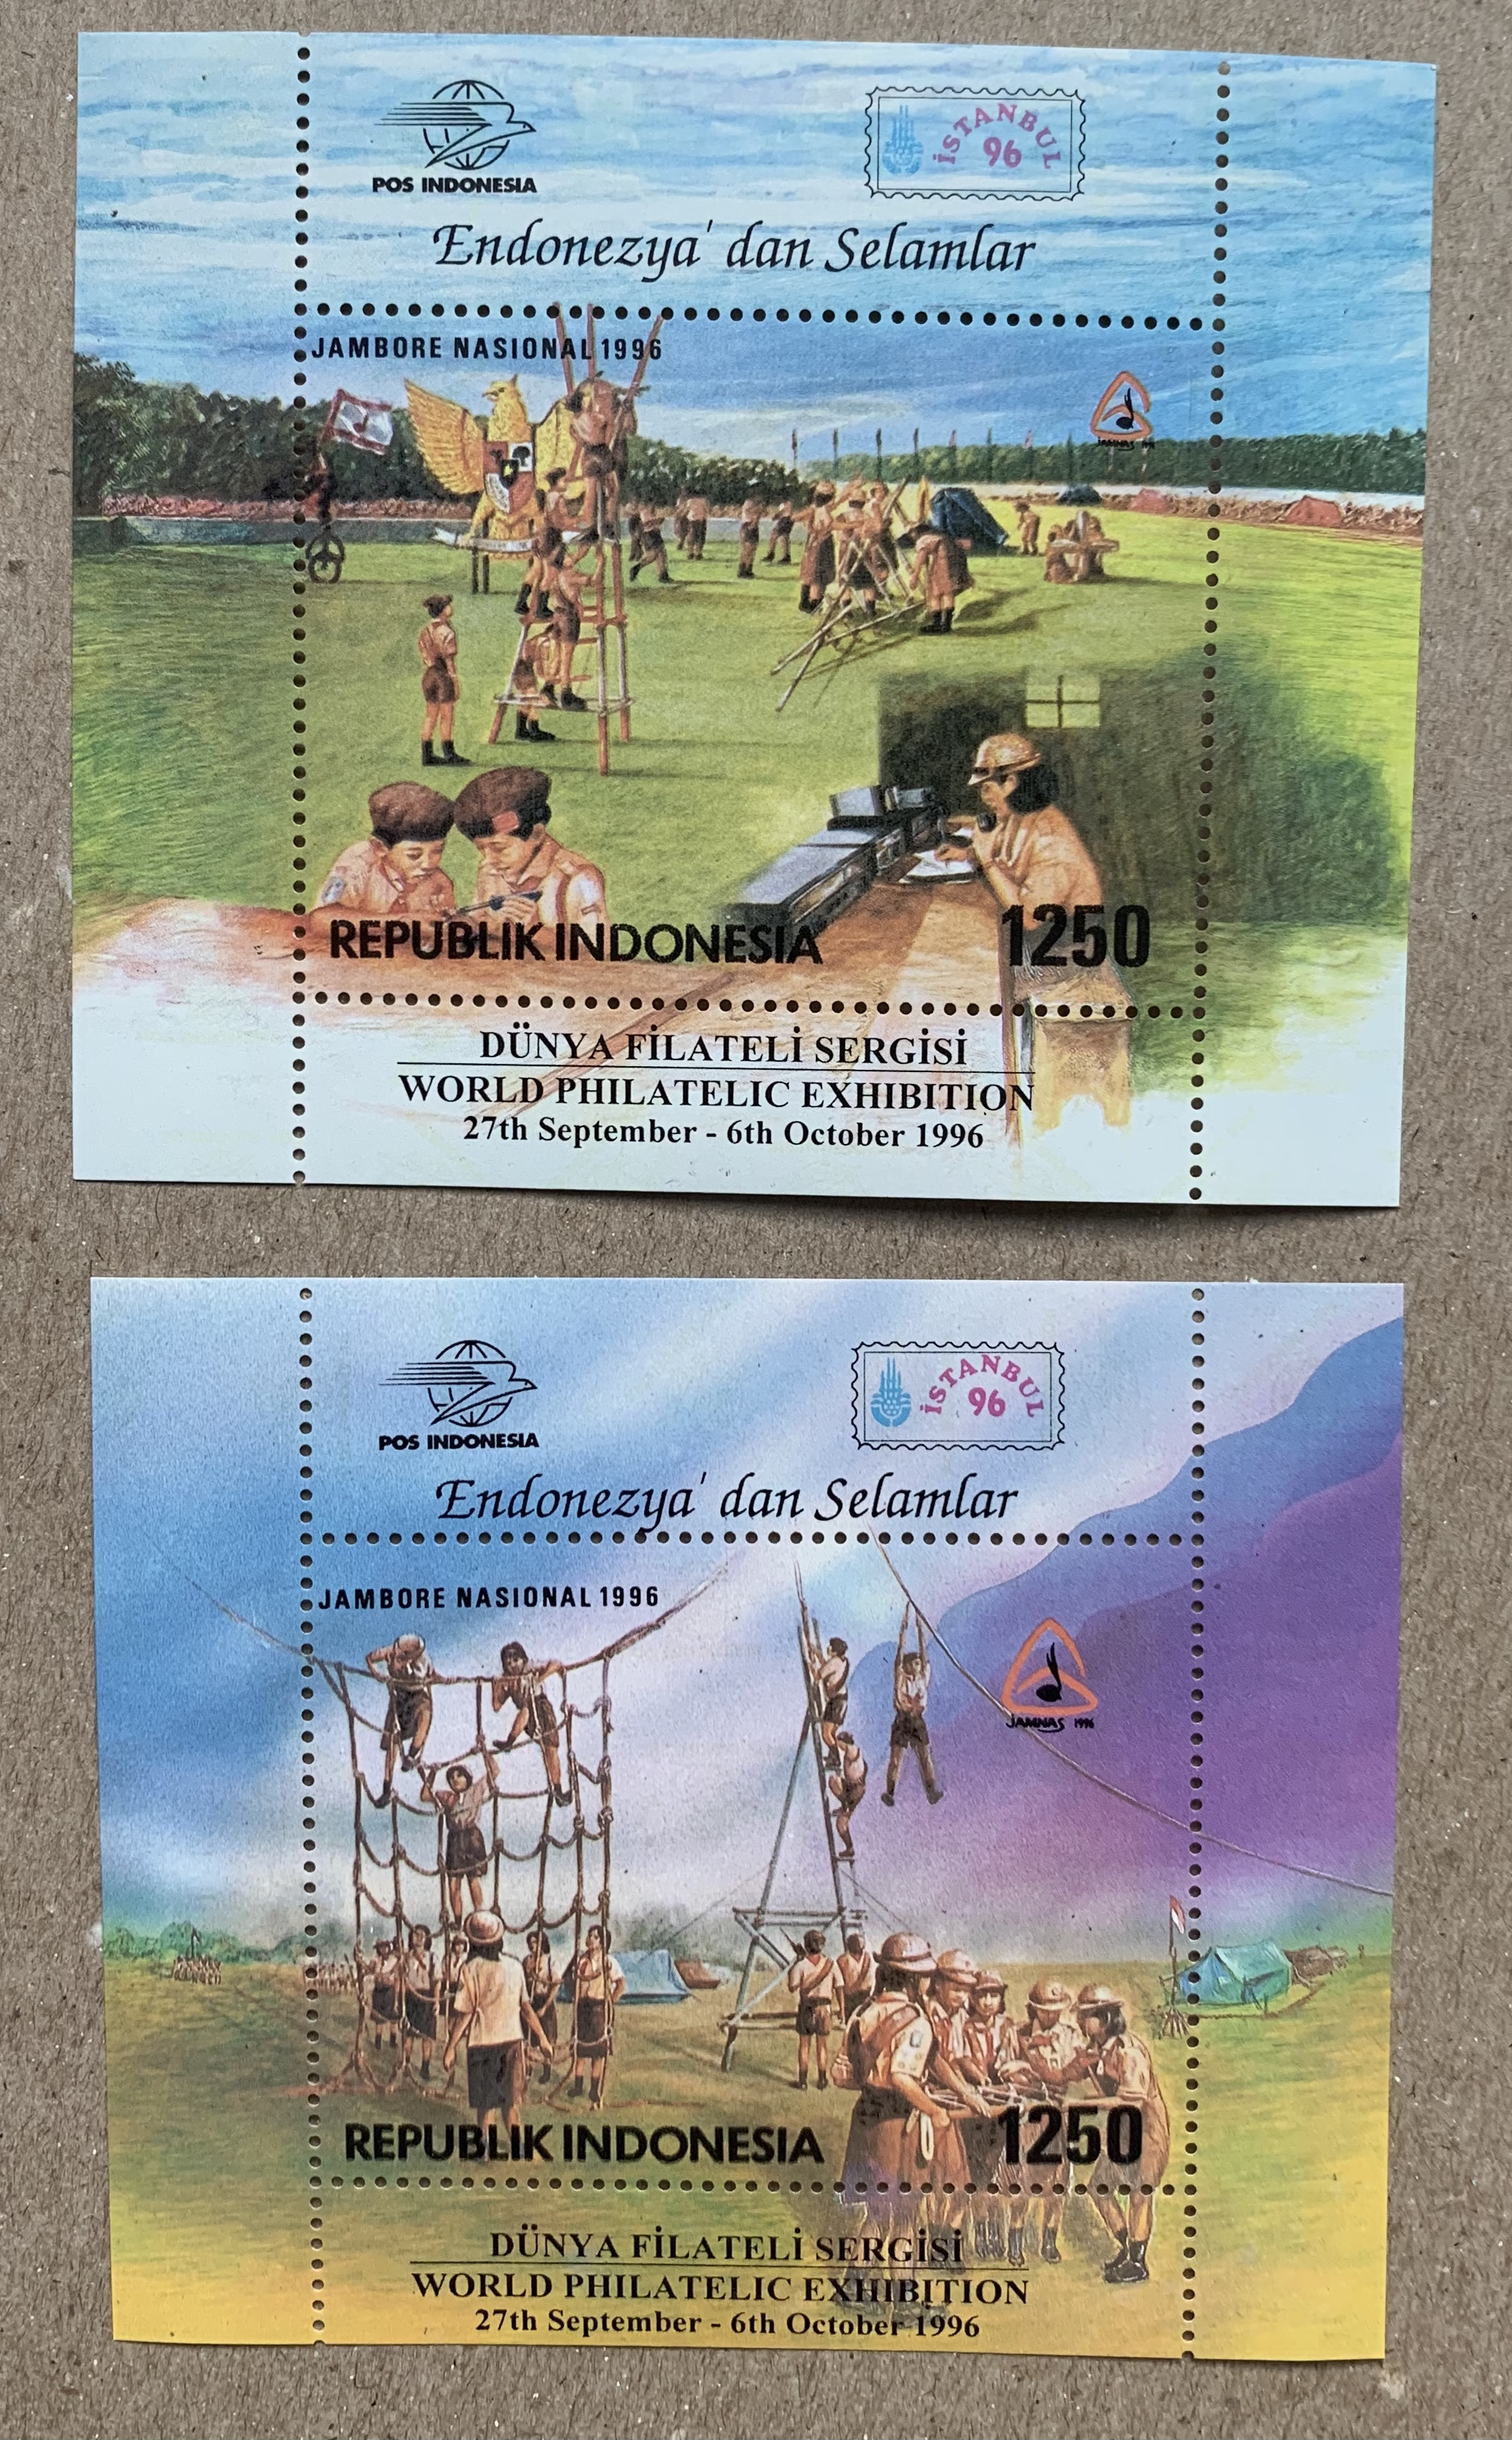 POS INDONESIA
İSTANBUL
96
Endonezya' dan Selamlar
JAMBORE NASIONAL 1996
JAMNAS 1996
REPUBLIK INDONESIA 1250
DÜNYA FİLATELİ SERGİSİ
WORLD PHILATELIC EXHIBITION
27th September - 6th October 1996
POS INDONESIA
İSTANBUL
96
Endonezya' dan Selamlar
JAMBORE NASIONAL 1996
JAMNAS 1996
REPUBLIK INDONESIA 1250
DÜNYA FİLATELİ SERGİSİ
WORLD PHILATELIC EXHIBITION
27th September - 6th October 1996